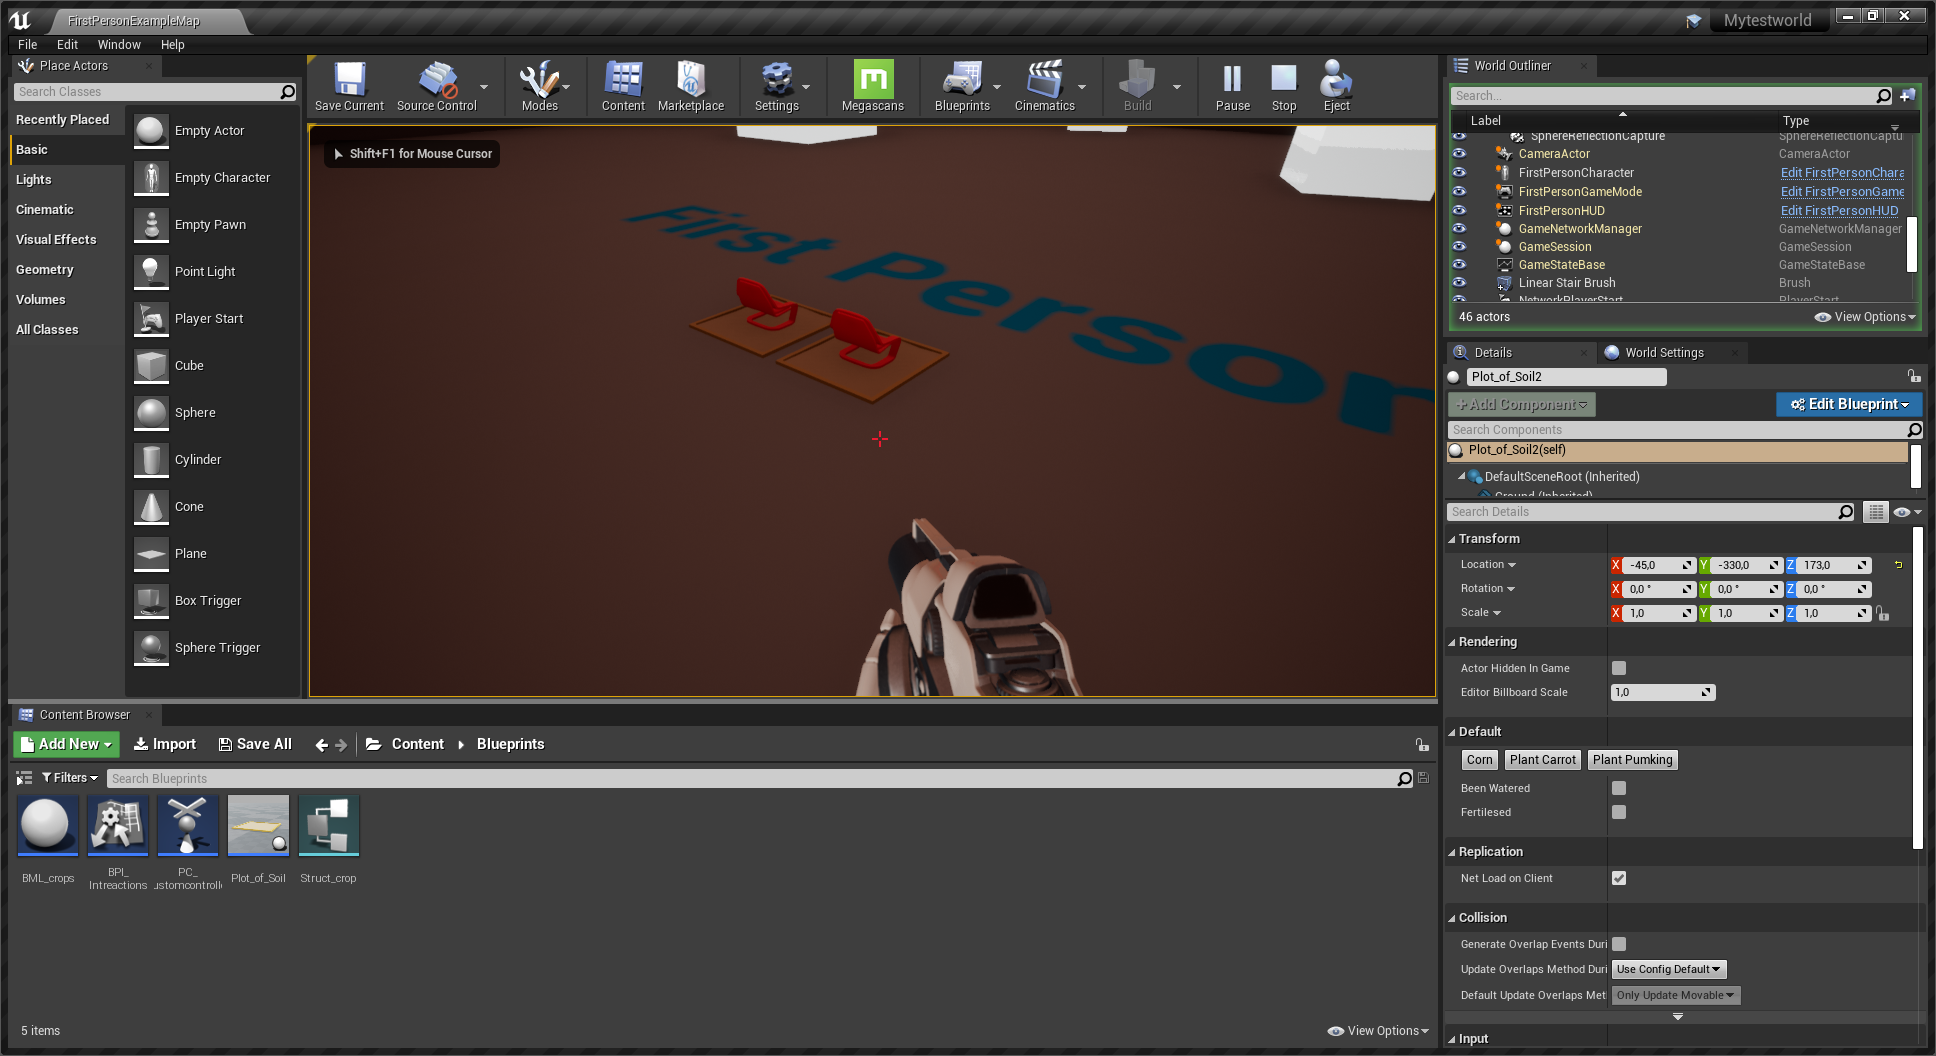 FirstPersonExampleMap
Mytestworld
File Edit Window Help
Place Actors
Search Classes
Recently Placed
Basic
Lights
Cinematic
Visual Effects
Geometry
Volumes
All Classes
Empty Actor
Empty Character
Empty Pawn
Point Light
Player Start
Cube
Sphere
Cylinder
Cone
Plane
Box Trigger
Sphere Trigger
Save Current Source Control Modes Content Marketplace Settings Megascans Blueprints Cinematics Build Pause Stop Eject
Shift+F1 for Mouse Cursor
First Person
World Outliner
Search...
Label Type
SphereReflectionCapture SphereReflectionCaptu
CameraActor CameraActor
FirstPersonCharacter Edit FirstPersonChara
FirstPersonGameMode Edit FirstPersonGame
FirstPersonHUD Edit FirstPersonHUD
GameNetworkManager GameNetworkManager
GameSession GameSession
GameStateBase GameStateBase
Linear Stair Brush Brush
NetworkPlayerStart PlayerStart
46 actors View Options
Details World Settings
Plot_of_Soil2
+Add Component Edit Blueprint
Search Components
Plot_of_Soil2(self)
DefaultSceneRoot (Inherited)
Ground (Inherited)
Search Details
Transform
Location X -45,0 Y -330,0 Z 173,0
Rotation X 0,0 ° Y 0,0 ° Z 0,0 °
Scale X 1,0 Y 1,0 Z 1,0
Rendering
Actor Hidden In Game
Editor Billboard Scale 1,0
Default
Corn Plant Carrot Plant Pumking
Been Watered
Fertilesed
Replication
Net Load on Client
Collision
Generate Overlap Events Duri
Update Overlaps Method Duri Use Config Default
Default Update Overlaps Met Only Update Movable
Input
Content Browser
Add New Import Save All Content Blueprints
Filters Search Blueprints
BML_crops
BPI_
Intreactions
PC_
ustomcontroll
Plot_of_Soil
Struct_crop
5 items View Options